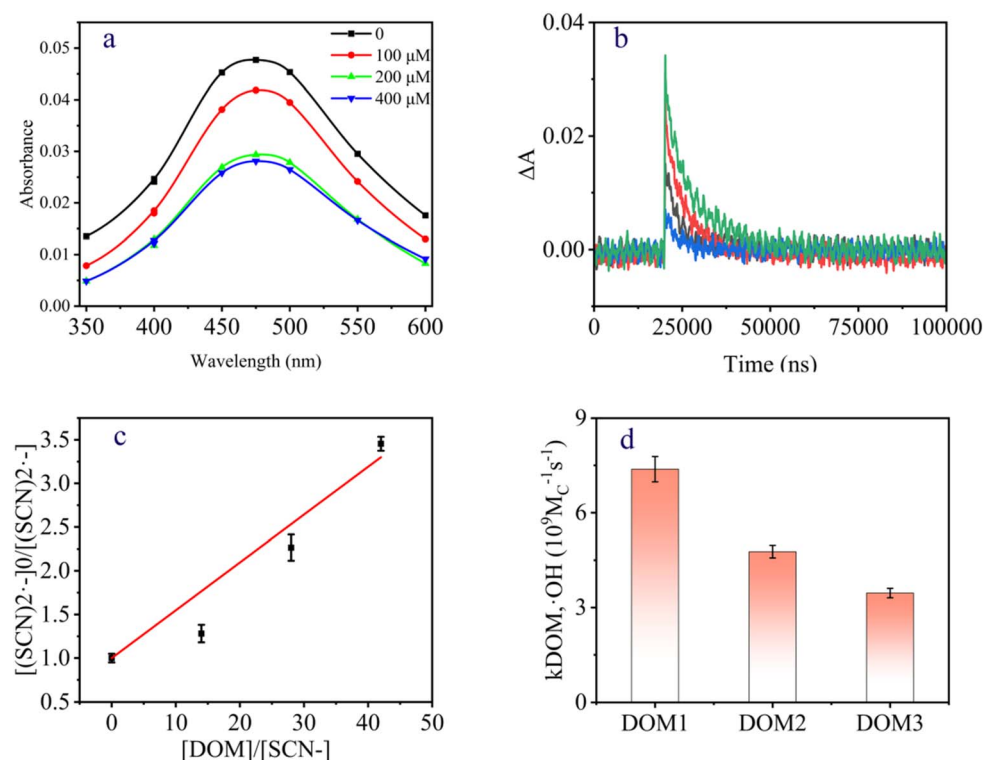 a
0
100 μM
200 μM
400 μM
0.05
0.04
0.03
0.02
0.01
0.00
Absorbance
350 400 450 500 550 600
Wavelength (nm)
b
0.04
0.02
0.00
ΔA
0 25000 50000 75000 100000
Time (ns)
c
3.5
3.0
2.5
2.0
1.5
1.0
0.5
[(SCN)2·-]0/[(SCN)2·-]
0 10 20 30 40 50
[DOM]/[SCN-]
d
9
6
3
0
kDOM,·OH (10⁹M_C⁻¹s⁻¹)
DOM1 DOM2 DOM3